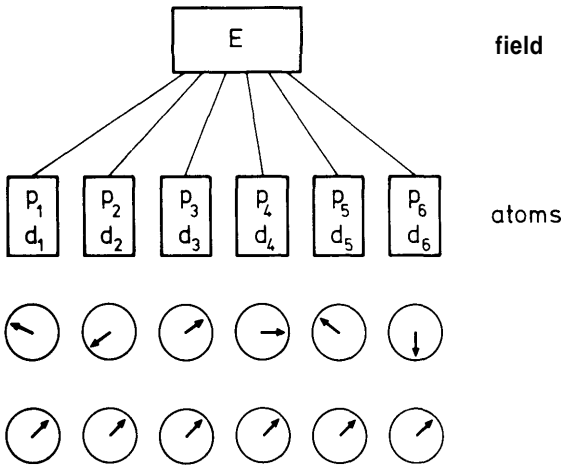 E field
p₁ p₂ p₃ p₄ p₅ p₆
atoms
d₁ d₂ d₃ d₄ d₅ d₆